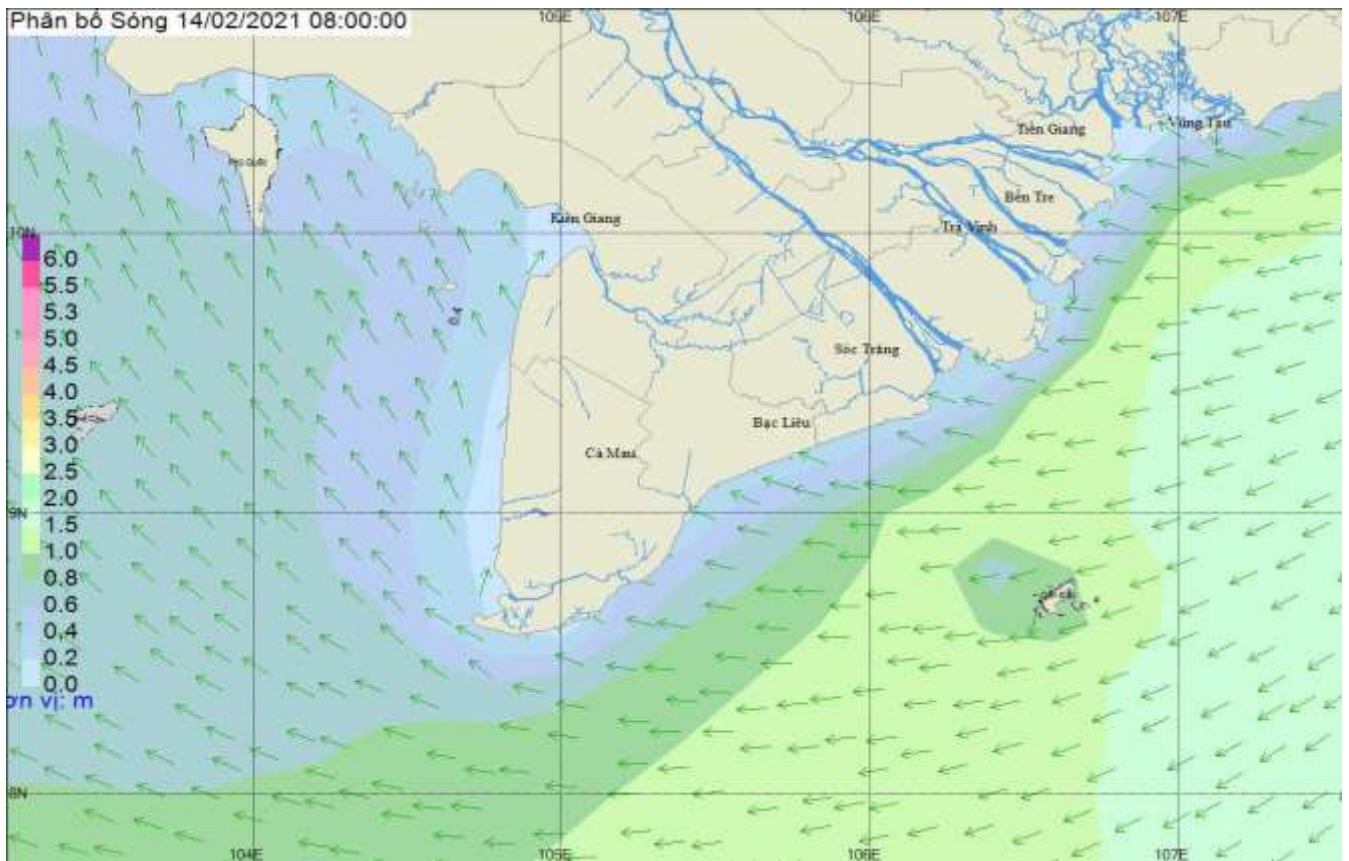 Phân bố Sóng 14/02/2021 08:00:00
105E
106E
107E
Vũng Tàu
Tiền Giang
Bến Tre
Trà Vinh
Kiên Giang
10N
6.0
5.5
5.3
5.0
4.5
4.0
3.5
3.0
2.5
2.0
1.5
1.0
0.8
0.6
0.4
0.2
0.0
ơn vị: m
0.4
Sóc Trăng
Bạc Liêu
Cà Mau
9N
8N
104E
105E
106E
107E